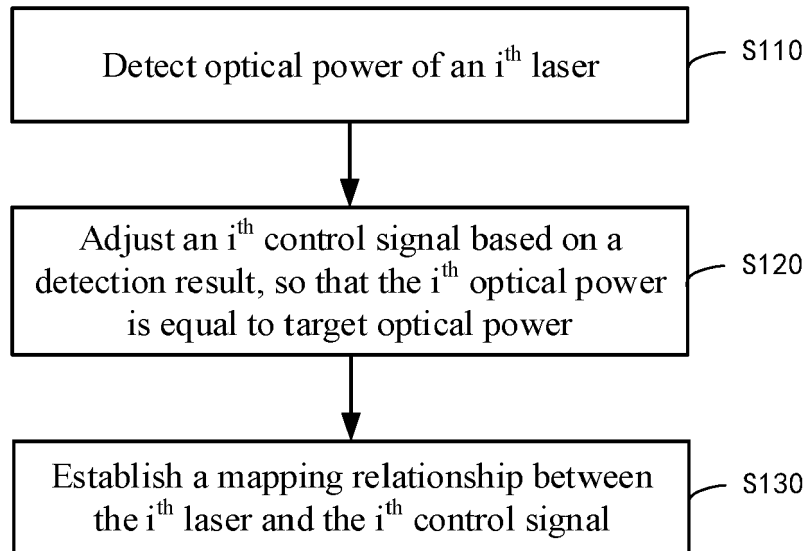 Detect optical power of an iᵗʰ laser
S110
Adjust an iᵗʰ control signal based on a
detection result, so that the iᵗʰ optical power
is equal to target optical power
S120
Establish a mapping relationship between
the iᵗʰ laser and the iᵗʰ control signal
S130